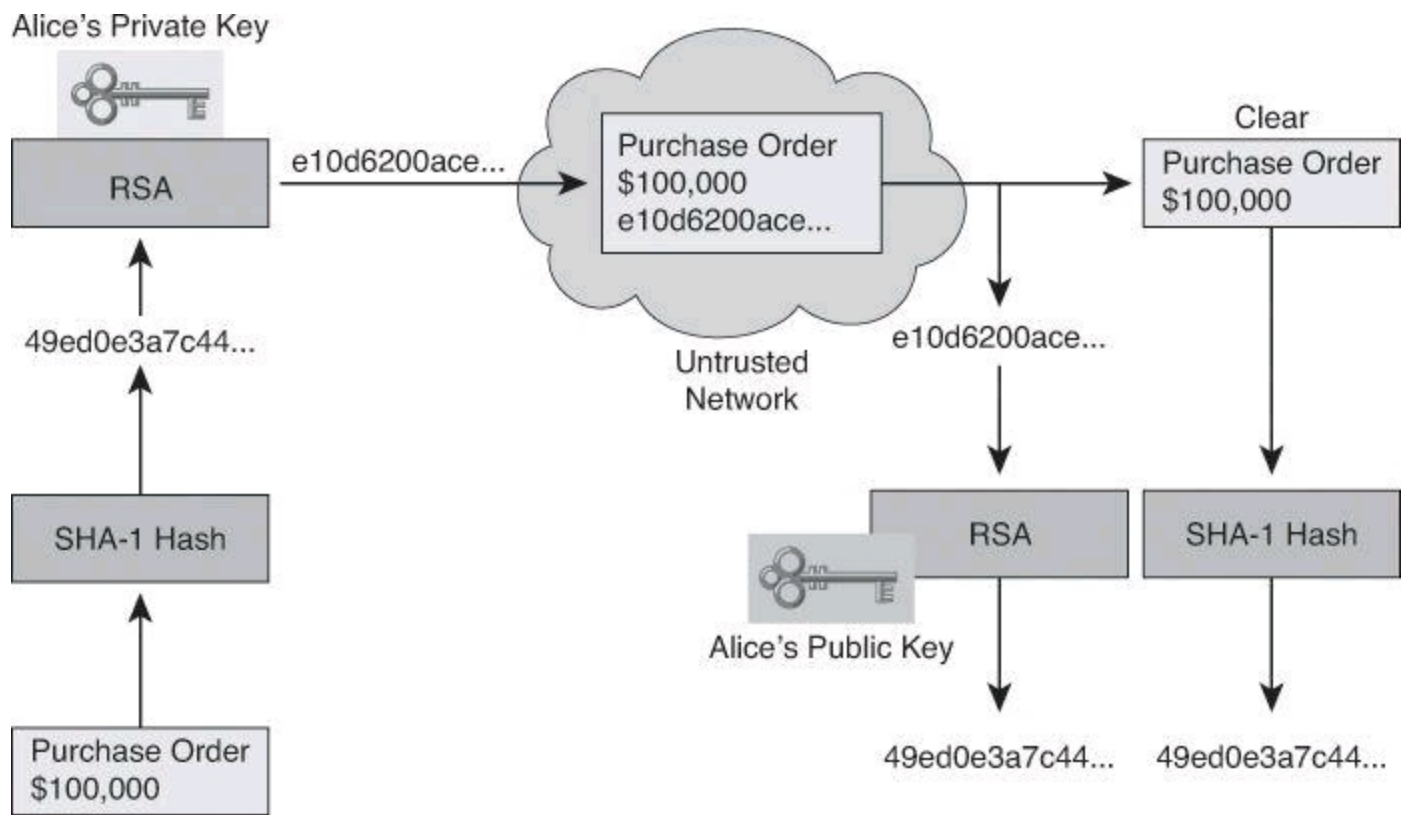 Alice's Private Key
RSA
e10d6200ace...
49ed0e3a7c44...
SHA-1 Hash
Purchase Order
$100,000
Purchase Order
$100,000
e10d6200ace...
Untrusted
Network
Clear
Purchase Order
$100,000
e10d6200ace...
RSA
Alice's Public Key
49ed0e3a7c44...
SHA-1 Hash
49ed0e3a7c44...